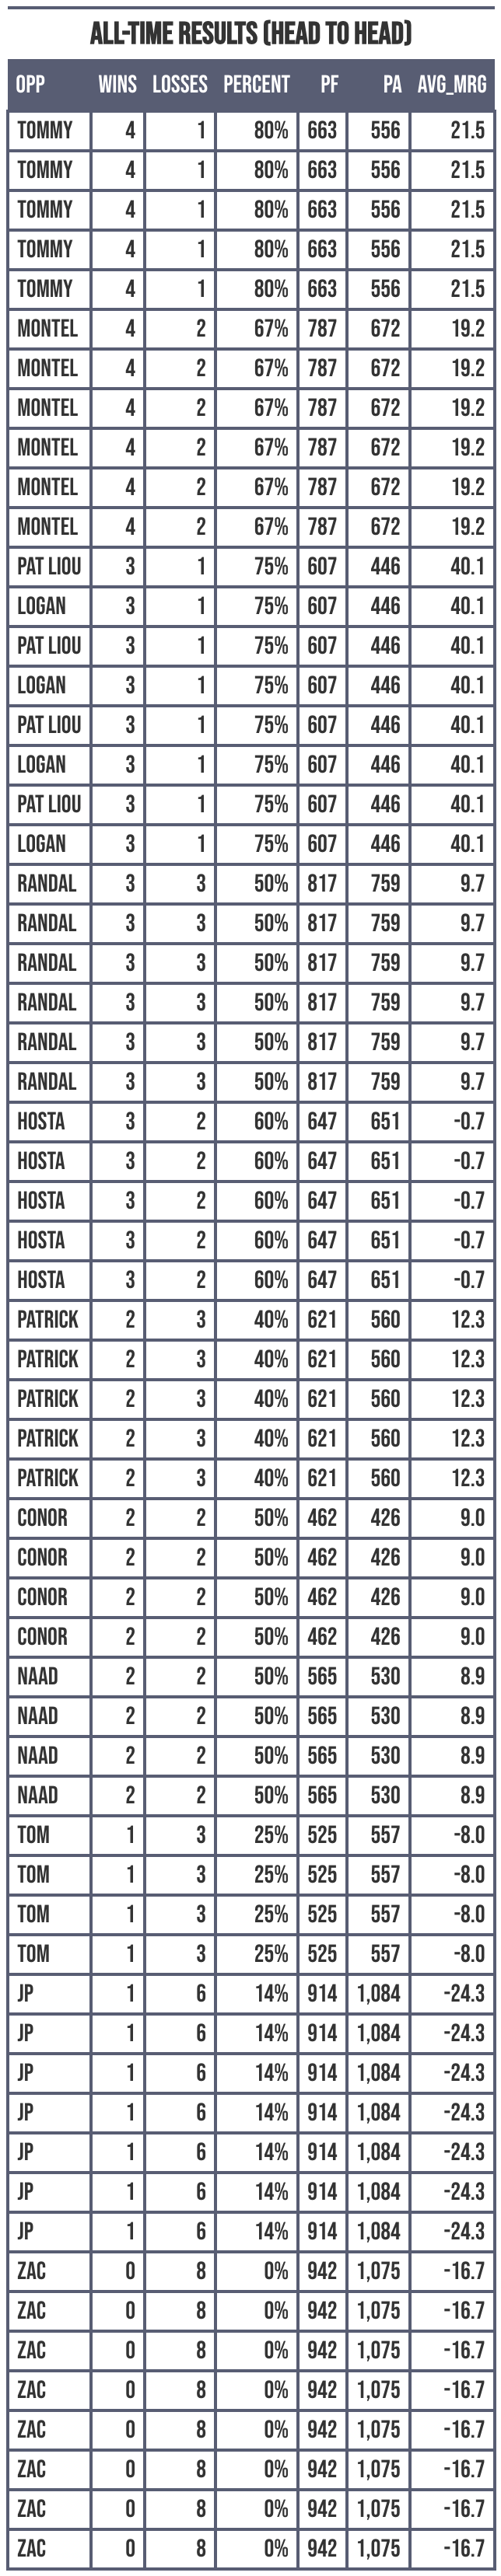 ALL-TIME RESULTS (HEAD TO HEAD)
OPP WINS LOSSES PERCENT PF PA AVG_MRG
TOMMY 4 1 80% 663 556 21.5
TOMMY 4 1 80% 663 556 21.5
TOMMY 4 1 80% 663 556 21.5
TOMMY 4 1 80% 663 556 21.5
TOMMY 4 1 80% 663 556 21.5
MONTEL 4 2 67% 787 672 19.2
MONTEL 4 2 67% 787 672 19.2
MONTEL 4 2 67% 787 672 19.2
MONTEL 4 2 67% 787 672 19.2
MONTEL 4 2 67% 787 672 19.2
MONTEL 4 2 67% 787 672 19.2
PAT LIOU 3 1 75% 607 446 40.1
LOGAN 3 1 75% 607 446 40.1
PAT LIOU 3 1 75% 607 446 40.1
LOGAN 3 1 75% 607 446 40.1
PAT LIOU 3 1 75% 607 446 40.1
LOGAN 3 1 75% 607 446 40.1
PAT LIOU 3 1 75% 607 446 40.1
LOGAN 3 1 75% 607 446 40.1
RANDAL 3 3 50% 817 759 9.7
RANDAL 3 3 50% 817 759 9.7
RANDAL 3 3 50% 817 759 9.7
RANDAL 3 3 50% 817 759 9.7
RANDAL 3 3 50% 817 759 9.7
RANDAL 3 3 50% 817 759 9.7
HOSTA 3 2 60% 647 651 -0.7
HOSTA 3 2 60% 647 651 -0.7
HOSTA 3 2 60% 647 651 -0.7
HOSTA 3 2 60% 647 651 -0.7
HOSTA 3 2 60% 647 651 -0.7
PATRICK 2 3 40% 621 560 12.3
PATRICK 2 3 40% 621 560 12.3
PATRICK 2 3 40% 621 560 12.3
PATRICK 2 3 40% 621 560 12.3
PATRICK 2 3 40% 621 560 12.3
CONOR 2 2 50% 462 426 9.0
CONOR 2 2 50% 462 426 9.0
CONOR 2 2 50% 462 426 9.0
CONOR 2 2 50% 462 426 9.0
NAAD 2 2 50% 565 530 8.9
NAAD 2 2 50% 565 530 8.9
NAAD 2 2 50% 565 530 8.9
NAAD 2 2 50% 565 530 8.9
TOM 1 3 25% 525 557 -8.0
TOM 1 3 25% 525 557 -8.0
TOM 1 3 25% 525 557 -8.0
TOM 1 3 25% 525 557 -8.0
JP 1 6 14% 914 1,084 -24.3
JP 1 6 14% 914 1,084 -24.3
JP 1 6 14% 914 1,084 -24.3
JP 1 6 14% 914 1,084 -24.3
JP 1 6 14% 914 1,084 -24.3
JP 1 6 14% 914 1,084 -24.3
JP 1 6 14% 914 1,084 -24.3
ZAC 0 8 0% 942 1,075 -16.7
ZAC 0 8 0% 942 1,075 -16.7
ZAC 0 8 0% 942 1,075 -16.7
ZAC 0 8 0% 942 1,075 -16.7
ZAC 0 8 0% 942 1,075 -16.7
ZAC 0 8 0% 942 1,075 -16.7
ZAC 0 8 0% 942 1,075 -16.7
ZAC 0 8 0% 942 1,075 -16.7